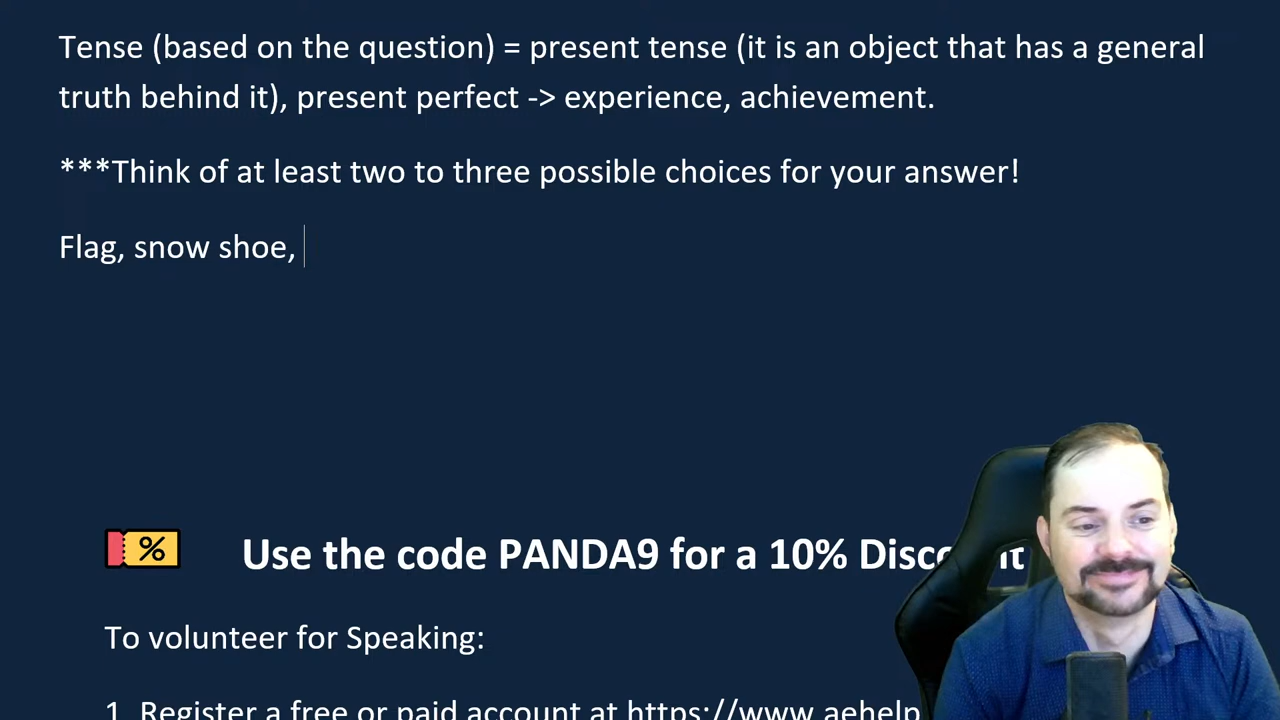 Tense (based on the question) = present tense (it is an object that has a general
truth behind it), present perfect -> experience, achievement.
***Think of at least two to three possible choices for your answer!
Flag, snow shoe,
%
Use the code PANDA9 for a 10%
To volunteer for Speaking:
1. Register a free or paid account at https://www.aehelp